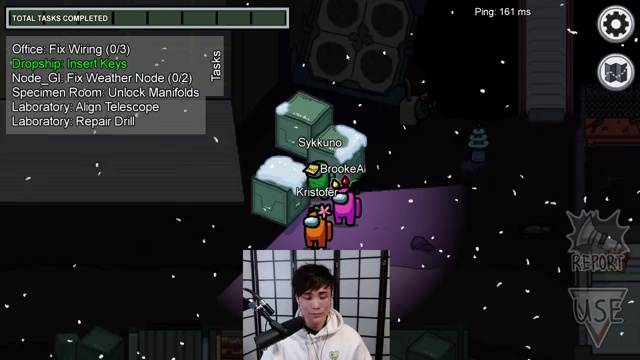 TOTAL TASKS COMPLETED
Ping: 161 ms
Office: Fix Wiring (0/3)
Dropship: Insert Keys
Node_GI: Fix Weather Node (0/2)
Specimen Room: Unlock Manifolds
Laboratory: Align Telescope
Laboratory: Repair Drill
Tasks
Sykkuno
BrookeA
Kristofer
REPORT
USE